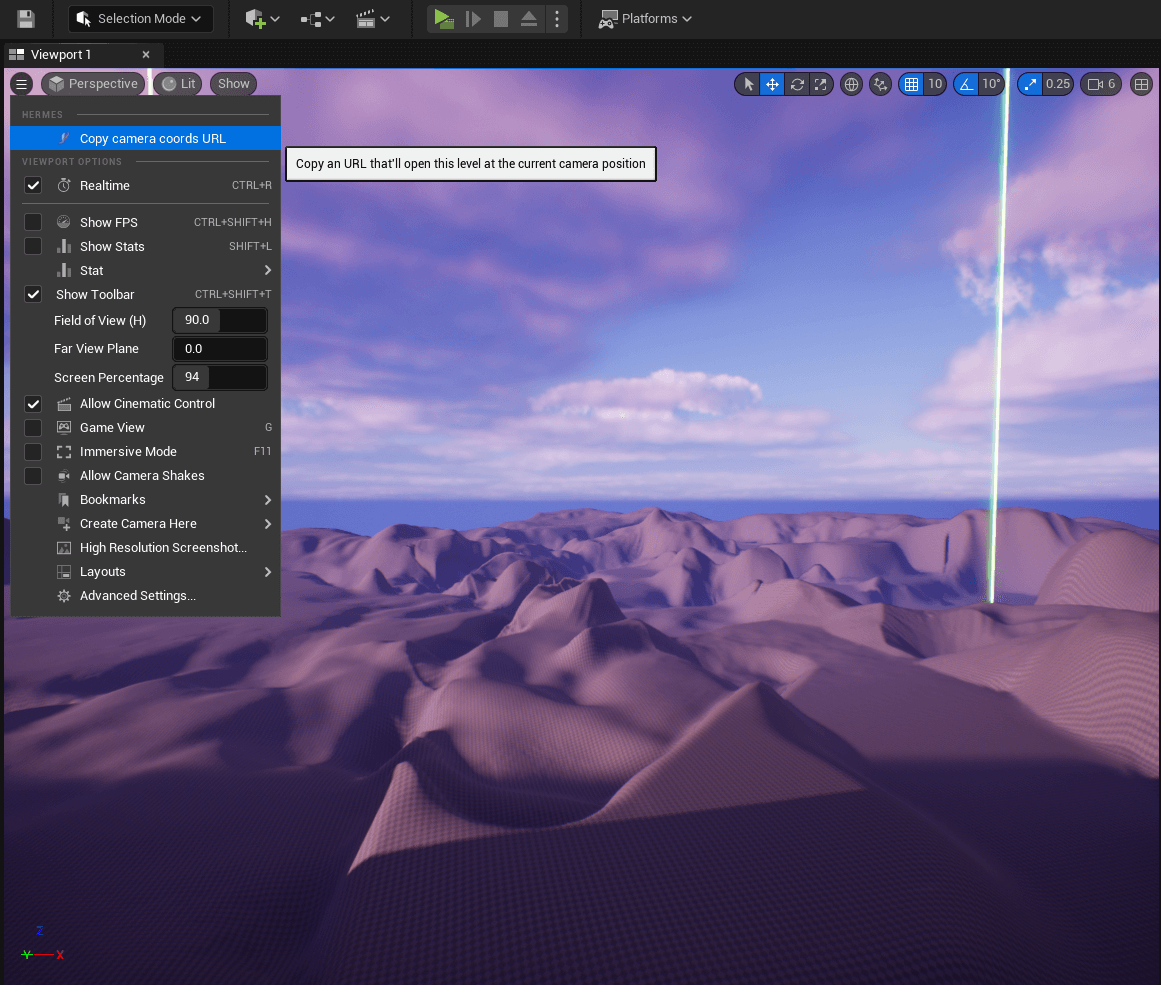 Selection Mode
Platforms
Viewport 1
Perspective Lit Show
10 10° 0.25 6
HERMES
Copy camera coords URL
Copy an URL that'll open this level at the current camera position
VIEWPORT OPTIONS
Realtime CTRL+R
Show FPS CTRL+SHIFT+H
Show Stats SHIFT+L
Stat
Show Toolbar CTRL+SHIFT+T
Field of View (H) 90.0
Far View Plane 0.0
Screen Percentage 94
Allow Cinematic Control
Game View G
Immersive Mode F11
Allow Camera Shakes
Bookmarks
Create Camera Here
High Resolution Screenshot...
Layouts
Advanced Settings...
Z
Y X